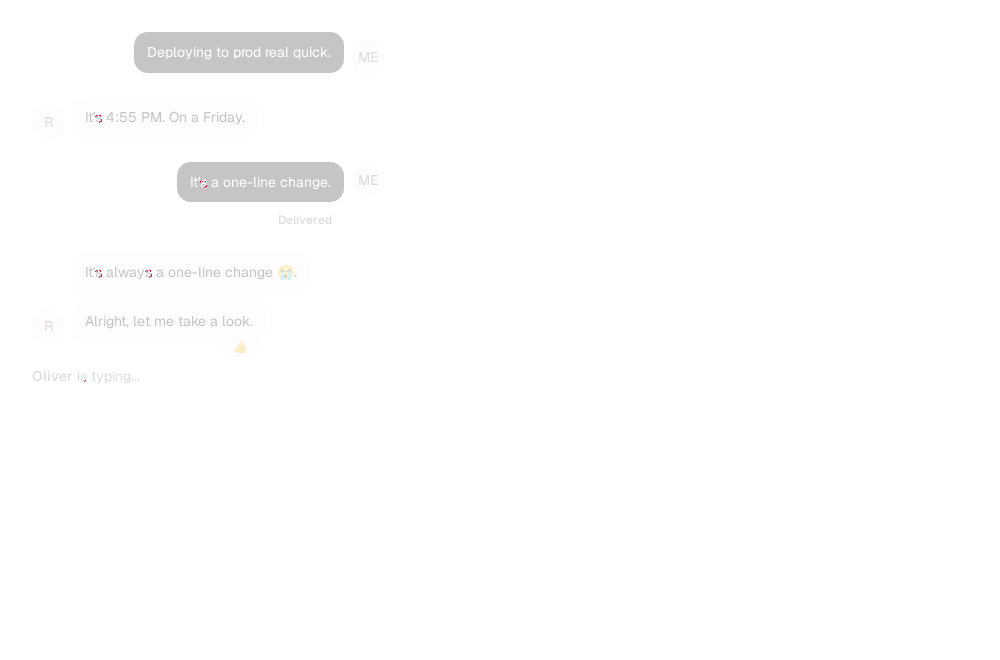 Deploying to prod real quick.
ME
It's 4:55 PM. On a Friday.
R
It's a one-line change.
ME
Delivered
It's always a one-line change 😭.
Alright, let me take a look.
R
👍
Oliver is typing...